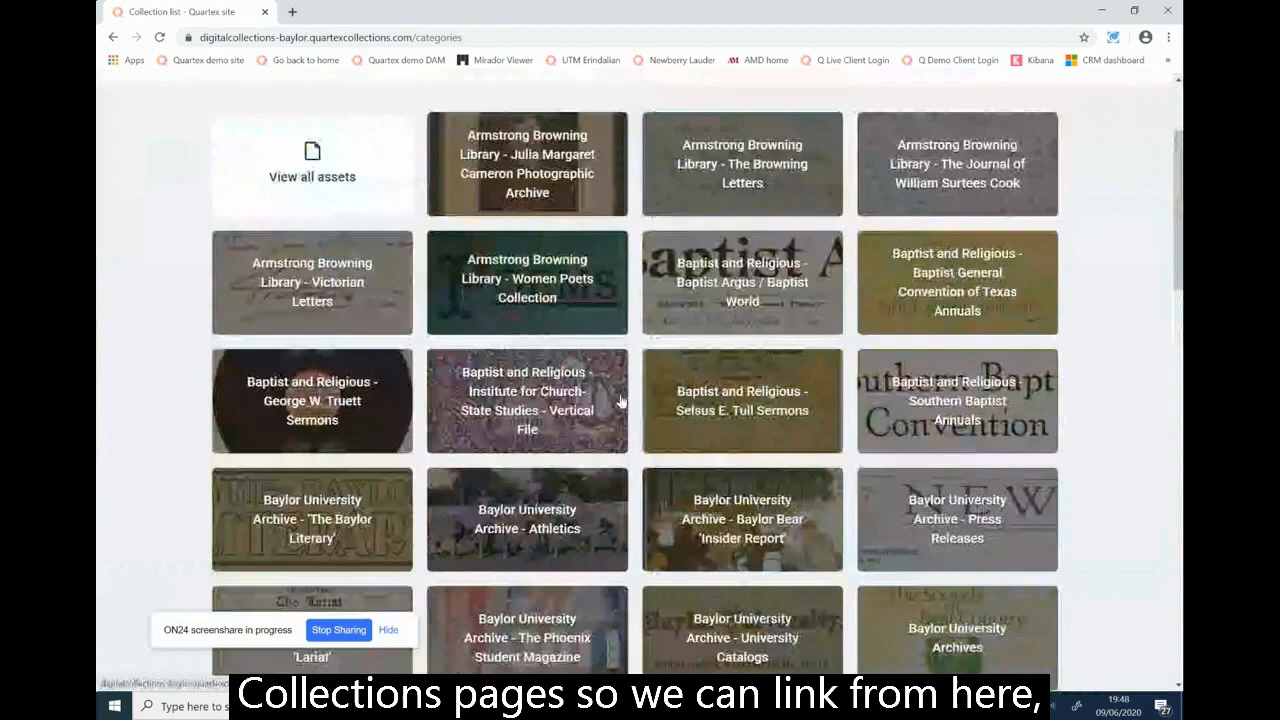 Collection list - Quartex site
digitalcollections-baylor.quartexcollections.com/categories
Apps Quartex demo site Go back to home Quartex demo DAM Mirador Viewer UTM Erindalian Newberry Lauder AM AMD home Q Live Client Login Q Demo Client Login Kibana CRM dashboard »
View all assets
Armstrong Browning
Library - Julia Margaret
Cameron Photographic
Archive
Armstrong Browning
Library - The Browning
Letters
Armstrong Browning
Library - The Journal of
William Surtees Cook
Armstrong Browning
Library - Victorian
Letters
Armstrong Browning
Library - Women Poets
Collection
Baptist and Religious -
Baptist Argus / Baptist
World
Baptist and Religious -
Baptist General
Convention of Texas
Annuals
Baptist and Religious -
George W. Truett
Sermons
Baptist and Religious -
Institute for Church-
State Studies - Vertical
File
Baptist and Religious -
Selsus E. Tull Sermons
Baptist and Religious -
Southern Baptist
Annuals
Convention
Baylor University
Archive - 'The Baylor
Literary'
Baylor University
Archive - Athletics
Baylor University
Archive - Baylor Bear
'Insider Report'
Baylor University
Archive - Press
Releases
The Lariat
'Lariat'
Baylor University
Archive - The Phoenix
Student Magazine
Baylor University
Archive - University
Catalogs
Baylor University
Archives
ON24 screenshare in progress Stop Sharing Hide
Type here to s
19:48
09/06/2020
27
Collections pages so we can link from here,